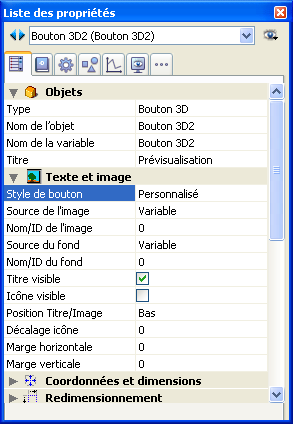 Liste des propriétés
Bouton 3D2 (Bouton 3D2)
Objets
Type Bouton 3D
Nom de l'objet Bouton 3D2
Nom de la variable Bouton 3D2
Titre Prévisualisation
Texte et image
Style de bouton Personnalisé
Source de l'image Variable
Nom/ID de l'image 0
Source du fond Variable
Nom/ID du fond 0
Titre visible
Icône visible
Position Titre/Image Bas
Décalage icône 0
Marge horizontale 0
Marge verticale 0
Coordonnées et dimensions
Redimensionnement